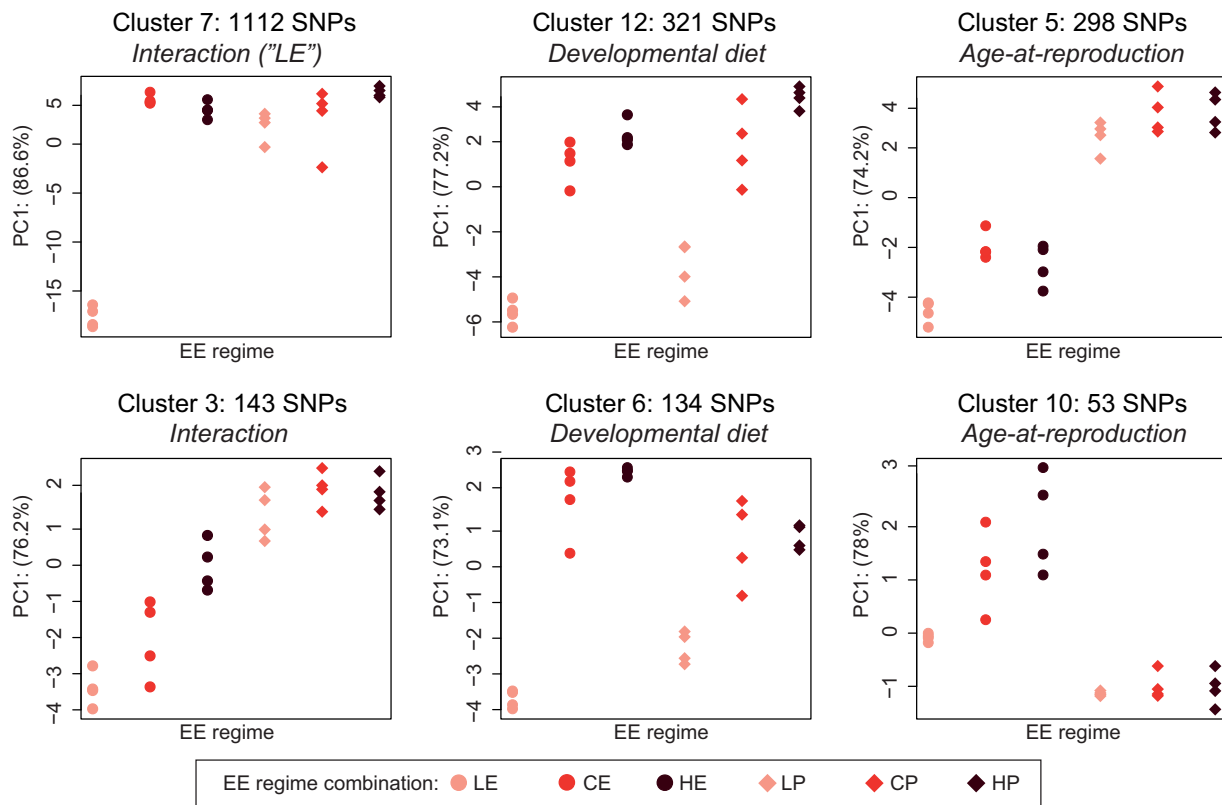 Cluster 7: 1112 SNPs
Interaction ("LE")
PC1: (86.6%)
5
0
−5
−10
−15
EE regime
Cluster 12: 321 SNPs
Developmental diet
PC1: (77.2%)
4
2
0
−2
−4
−6
EE regime
Cluster 5: 298 SNPs
Age-at-reproduction
PC1: (74.2%)
4
2
0
−2
−4
EE regime
Cluster 3: 143 SNPs
Interaction
PC1: (76.2%)
2
1
0
−1
−2
−3
−4
EE regime
Cluster 6: 134 SNPs
Developmental diet
PC1: (73.1%)
3
2
1
0
−1
−2
−3
−4
EE regime
Cluster 10: 53 SNPs
Age-at-reproduction
PC1: (78%)
3
2
1
0
−1
EE regime
EE regime combination: LE CE HE LP CP HP